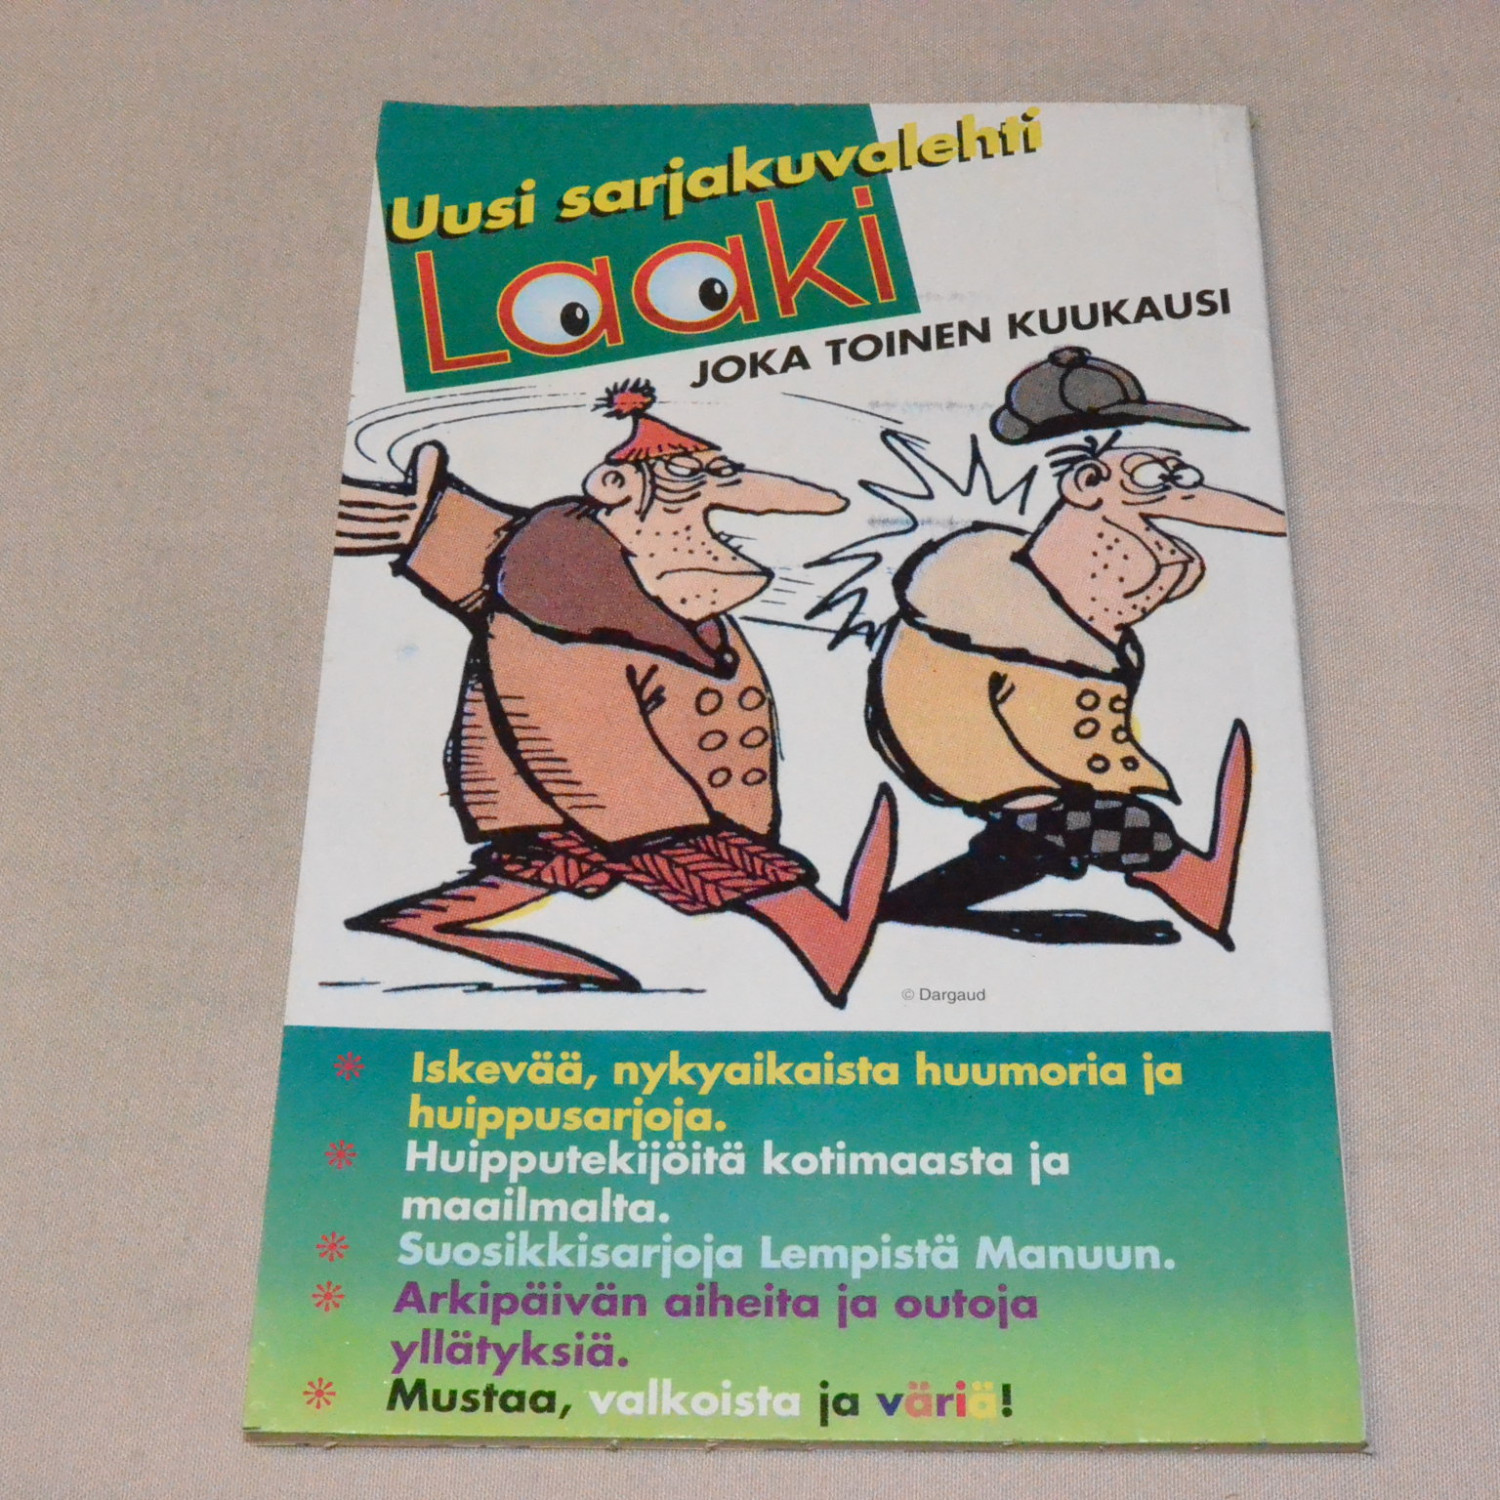 Uusi sarjakuvalehti
Laaki
JOKA TOINEN KUUKAUSI
© Dargaud
Iskevää, nykyaikaista huumoria ja
huippusarjoja.
Huipputekijöitä kotimaasta ja
maailmalta.
Suosikkisarjoja Lempistä Manuun.
Arkipäivän aiheita ja outoja
yllätyksiä.
Mustaa, valkoista ja väriä!